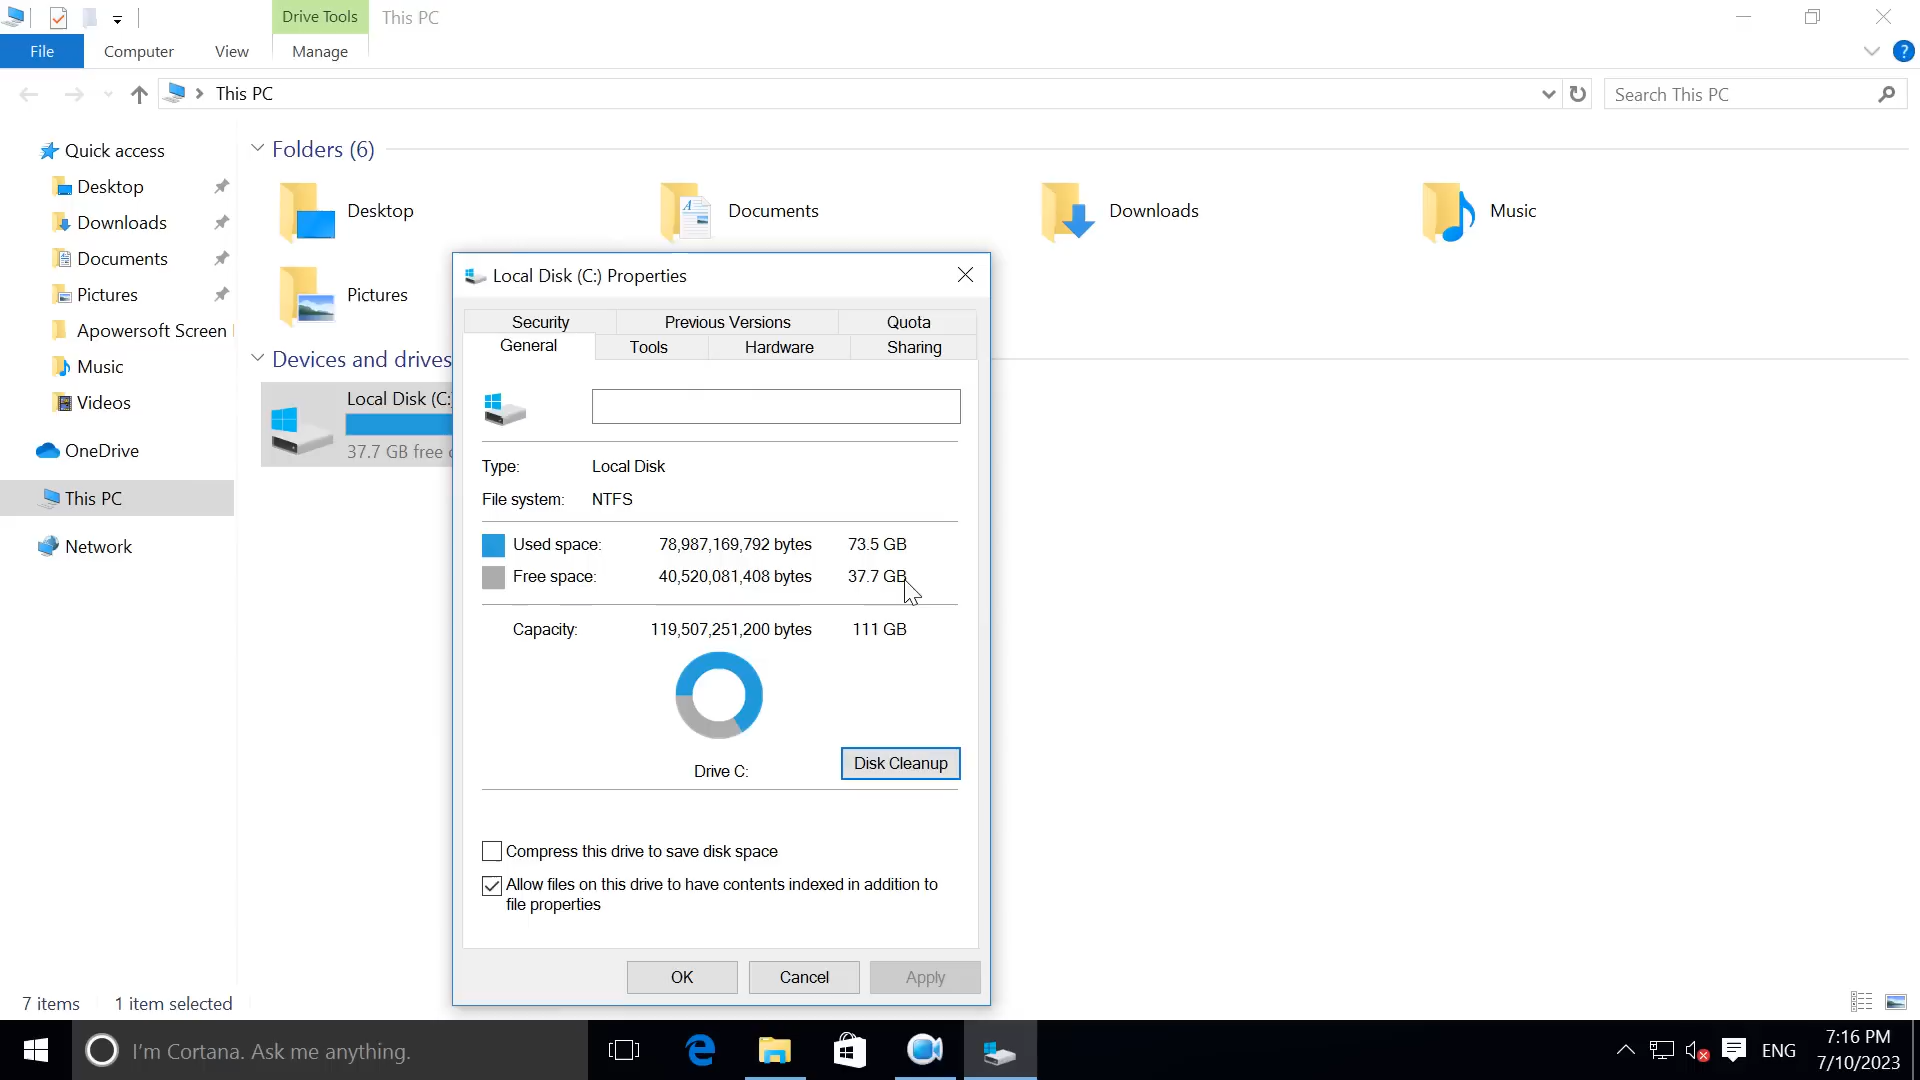 Drive Tools
This PC
File
Computer
View
Manage
This PC
Search This PC
Quick access
Desktop
Downloads
Documents
Pictures
Apowersoft Screen
Music
Videos
OneDrive
This PC
Network
Folders (6)
Desktop
Documents
Downloads
Music
Pictures
Devices and drives
Local Disk (C:
37.7 GB free
Local Disk (C:) Properties
Security
Previous Versions
Quota
General
Tools
Hardware
Sharing
Type: Local Disk
File system: NTFS
Used space: 78,987,169,792 bytes 73.5 GB
Free space: 40,520,081,408 bytes 37.7 GB
Capacity: 119,507,251,200 bytes 111 GB
Drive C:
Disk Cleanup
Compress this drive to save disk space
Allow files on this drive to have contents indexed in addition to
file properties
OK
Cancel
Apply
7 items
1 item selected
I'm Cortana. Ask me anything.
ENG
7:16 PM
7/10/2023